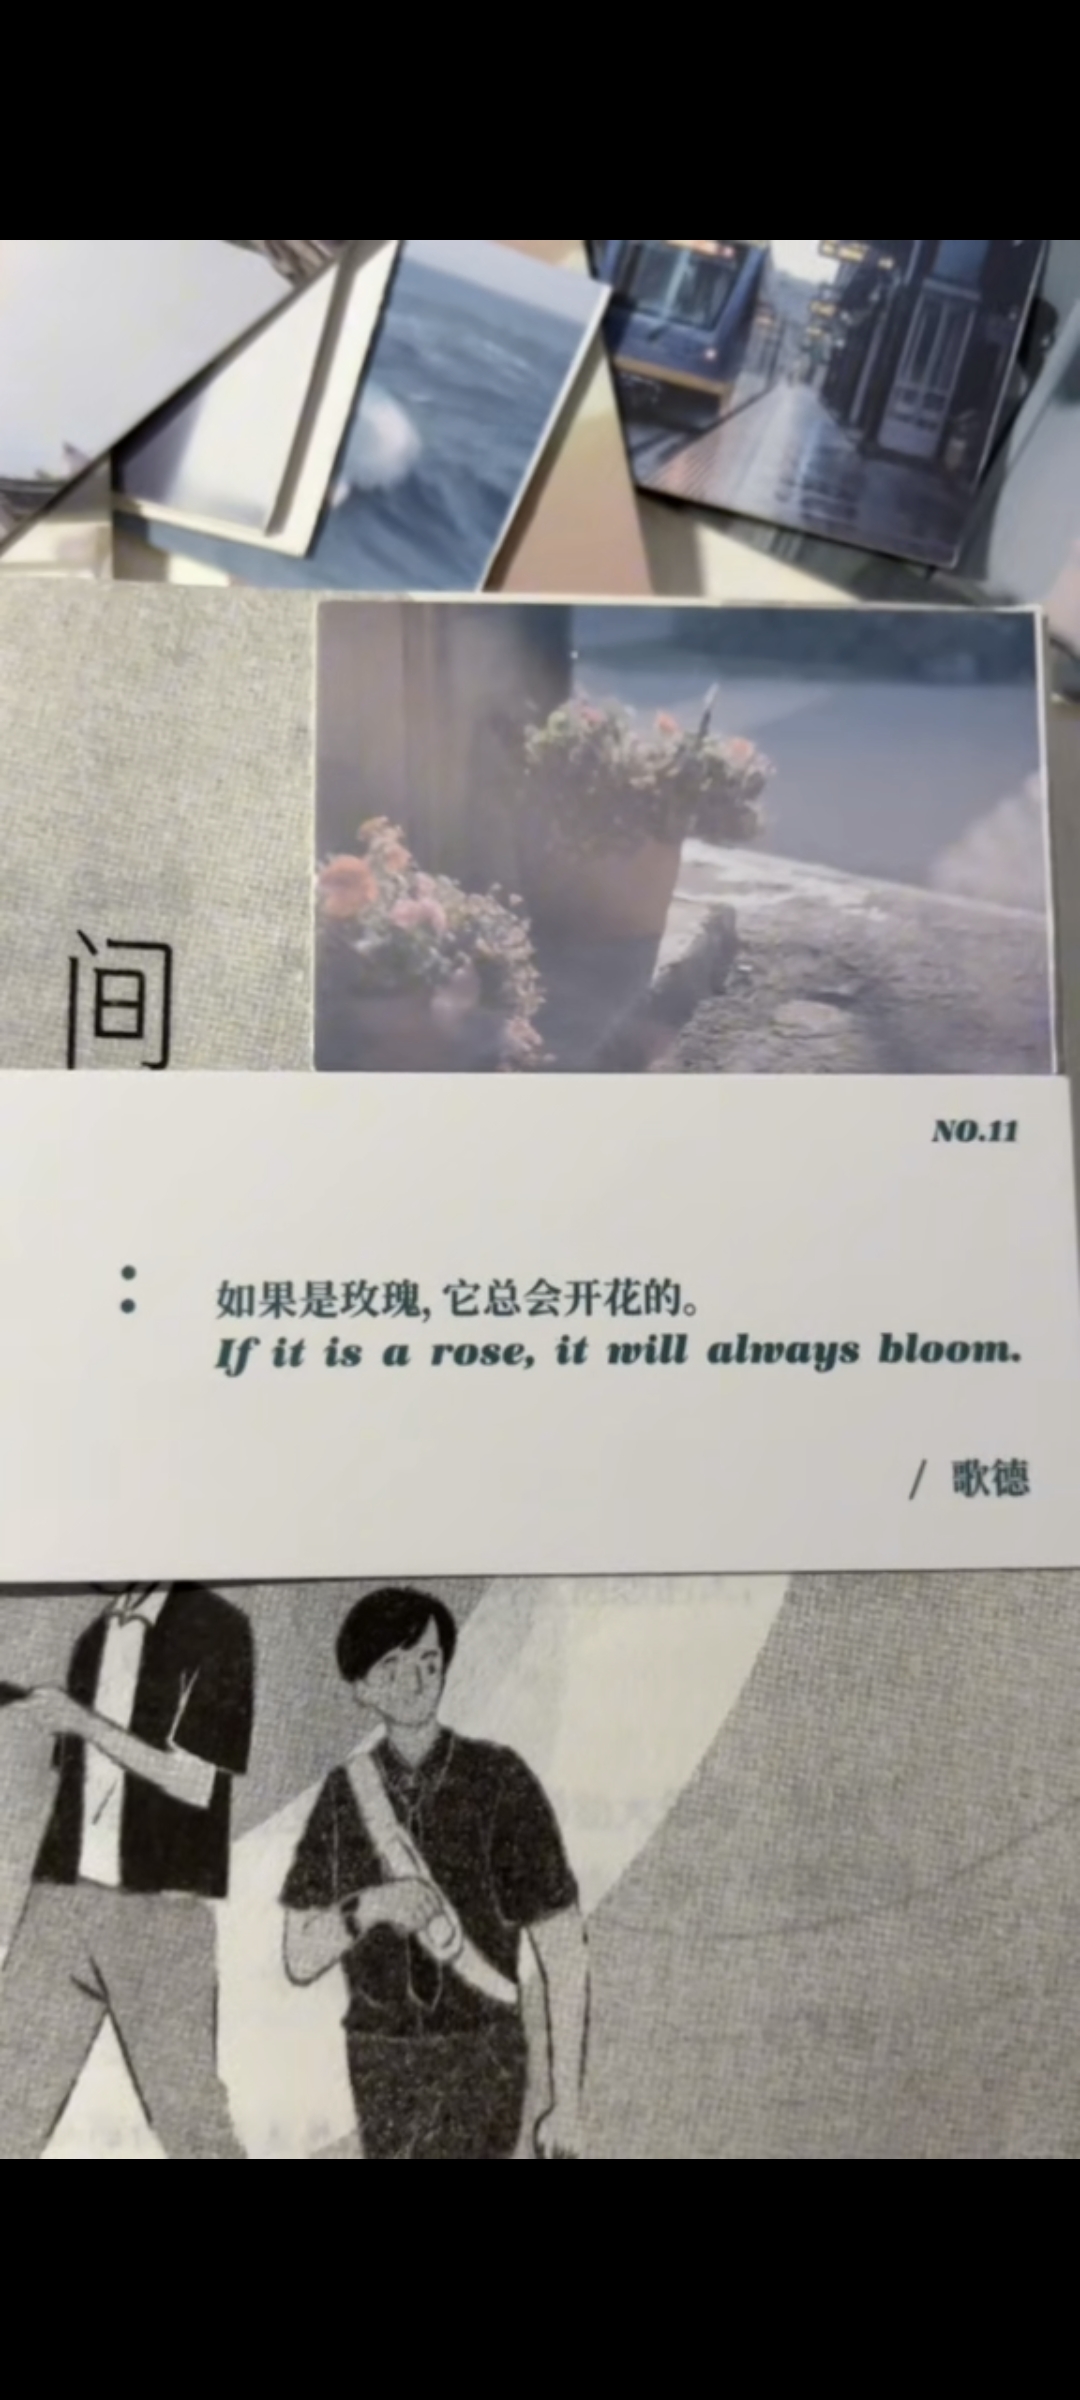 间
NO.11
: 如果是玫瑰, 它总会开花的。
If it is a rose, it will always bloom.
/ 歌德